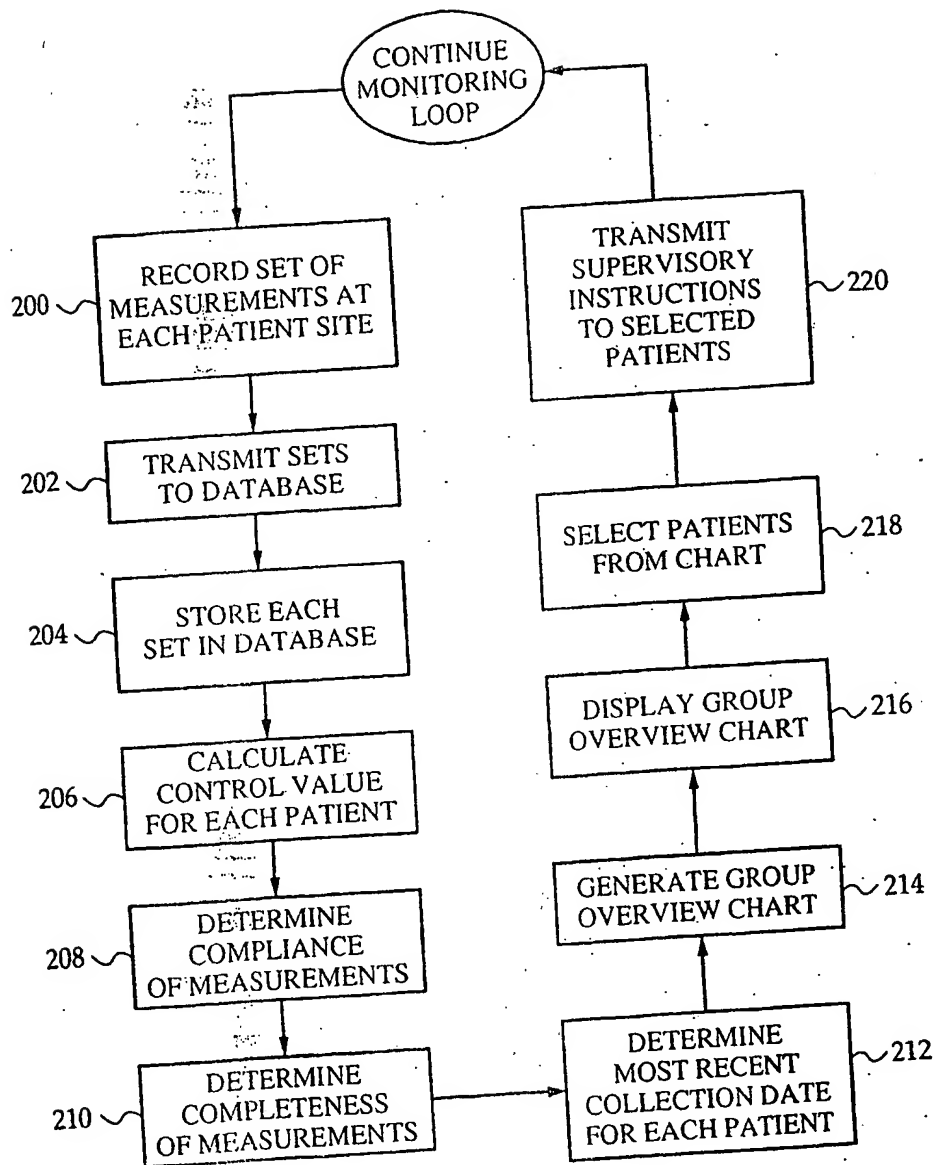 CONTINUE
MONITORING
LOOP
200
RECORD SET OF
MEASUREMENTS AT
EACH PATIENT SITE
202
TRANSMIT SETS
TO DATABASE
204
STORE EACH
SET IN DATABASE
206
CALCULATE
CONTROL VALUE
FOR EACH PATIENT
208
DETERMINE
COMPLIANCE
OF MEASUREMENTS
210
DETERMINE
COMPLETENESS
OF MEASUREMENTS
DETERMINE
MOST RECENT
COLLECTION DATE
FOR EACH PATIENT
212
GENERATE GROUP
OVERVIEW CHART
214
DISPLAY GROUP
OVERVIEW CHART
216
SELECT PATIENTS
FROM CHART
218
TRANSMIT
SUPERVISORY
INSTRUCTIONS
TO SELECTED
PATIENTS
220